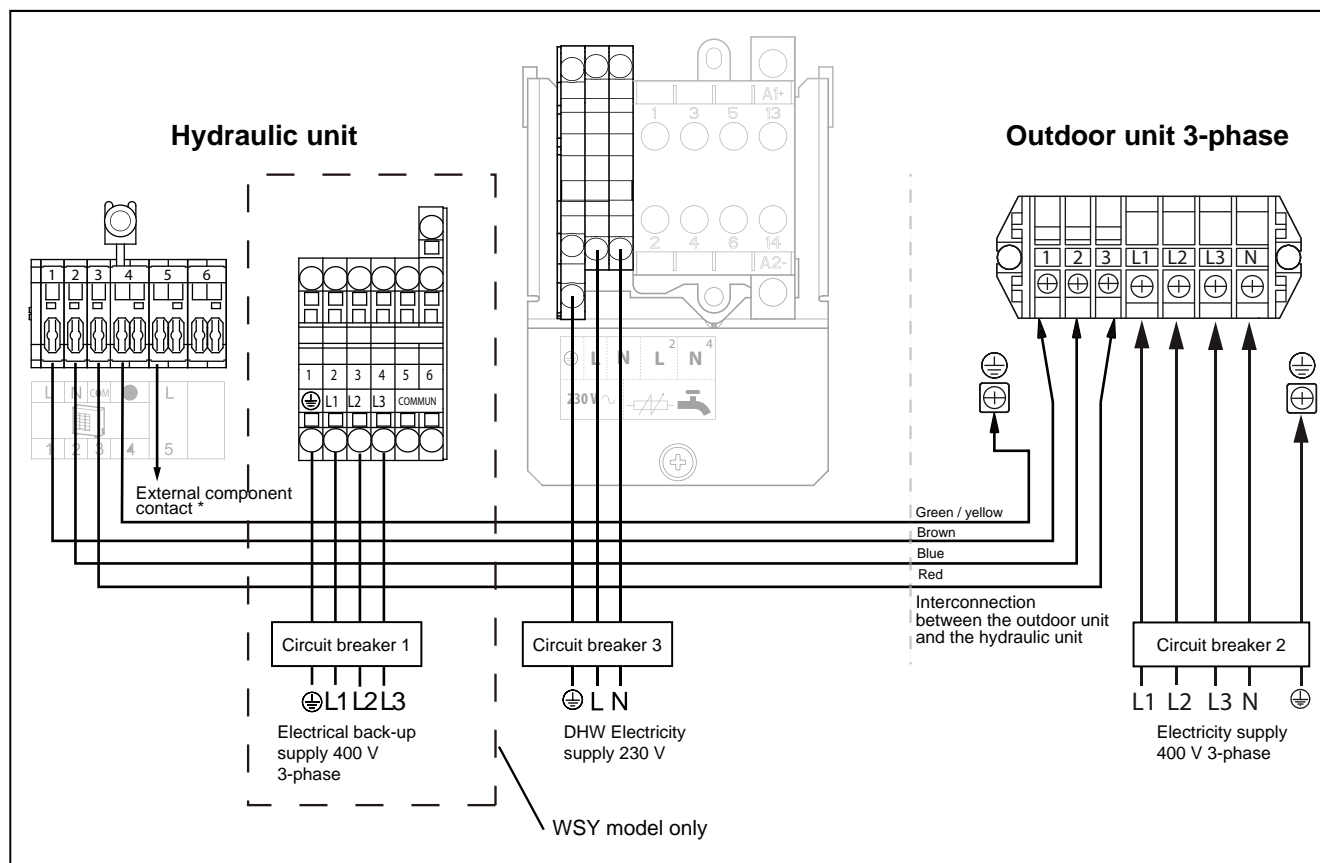 Hydraulic unit
Outdoor unit 3-phase
A1+
1 3 5 13
2 4 6 14
A2-
1 2 3 4 5 6
L N COM L
1 2 3 4 5
External component
contact *
1 2 3 4 5 6
L1 L2 L3 COMMUN
L N L 2 N 4
230 V
1 2 3 L1 L2 L3 N
Green / yellow
Brown
Blue
Red
Interconnection
between the outdoor unit
and the hydraulic unit
Circuit breaker 1
L1 L2 L3
Electrical back-up
supply 400 V
3-phase
Circuit breaker 3
L N
DHW Electricity
supply 230 V
Circuit breaker 2
L1 L2 L3 N
Electricity supply
400 V 3-phase
WSY model only